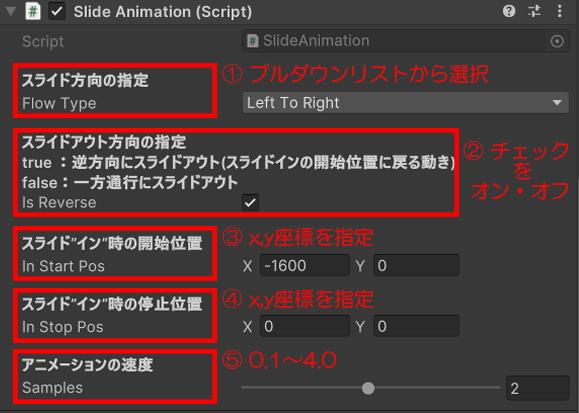 Slide Animation (Script)
Script SlideAnimation
スライド方向の指定 ① プルダウンリストから選択
Flow Type Left To Right
スライドアウト方向の指定
true ：逆方向にスライドアウト(スライドインの開始位置に戻る動き)
false：一方通行にスライドアウト
Is Reverse
② チェック
を
オン・オフ
スライド"イン"時の開始位置 ③ x,y座標を指定
In Start Pos X -1600 Y 0
スライド"イン"時の停止位置 ④ x,y座標を指定
In Stop Pos X 0 Y 0
アニメーションの速度 ⑤ 0.1～4.0
Samples 2